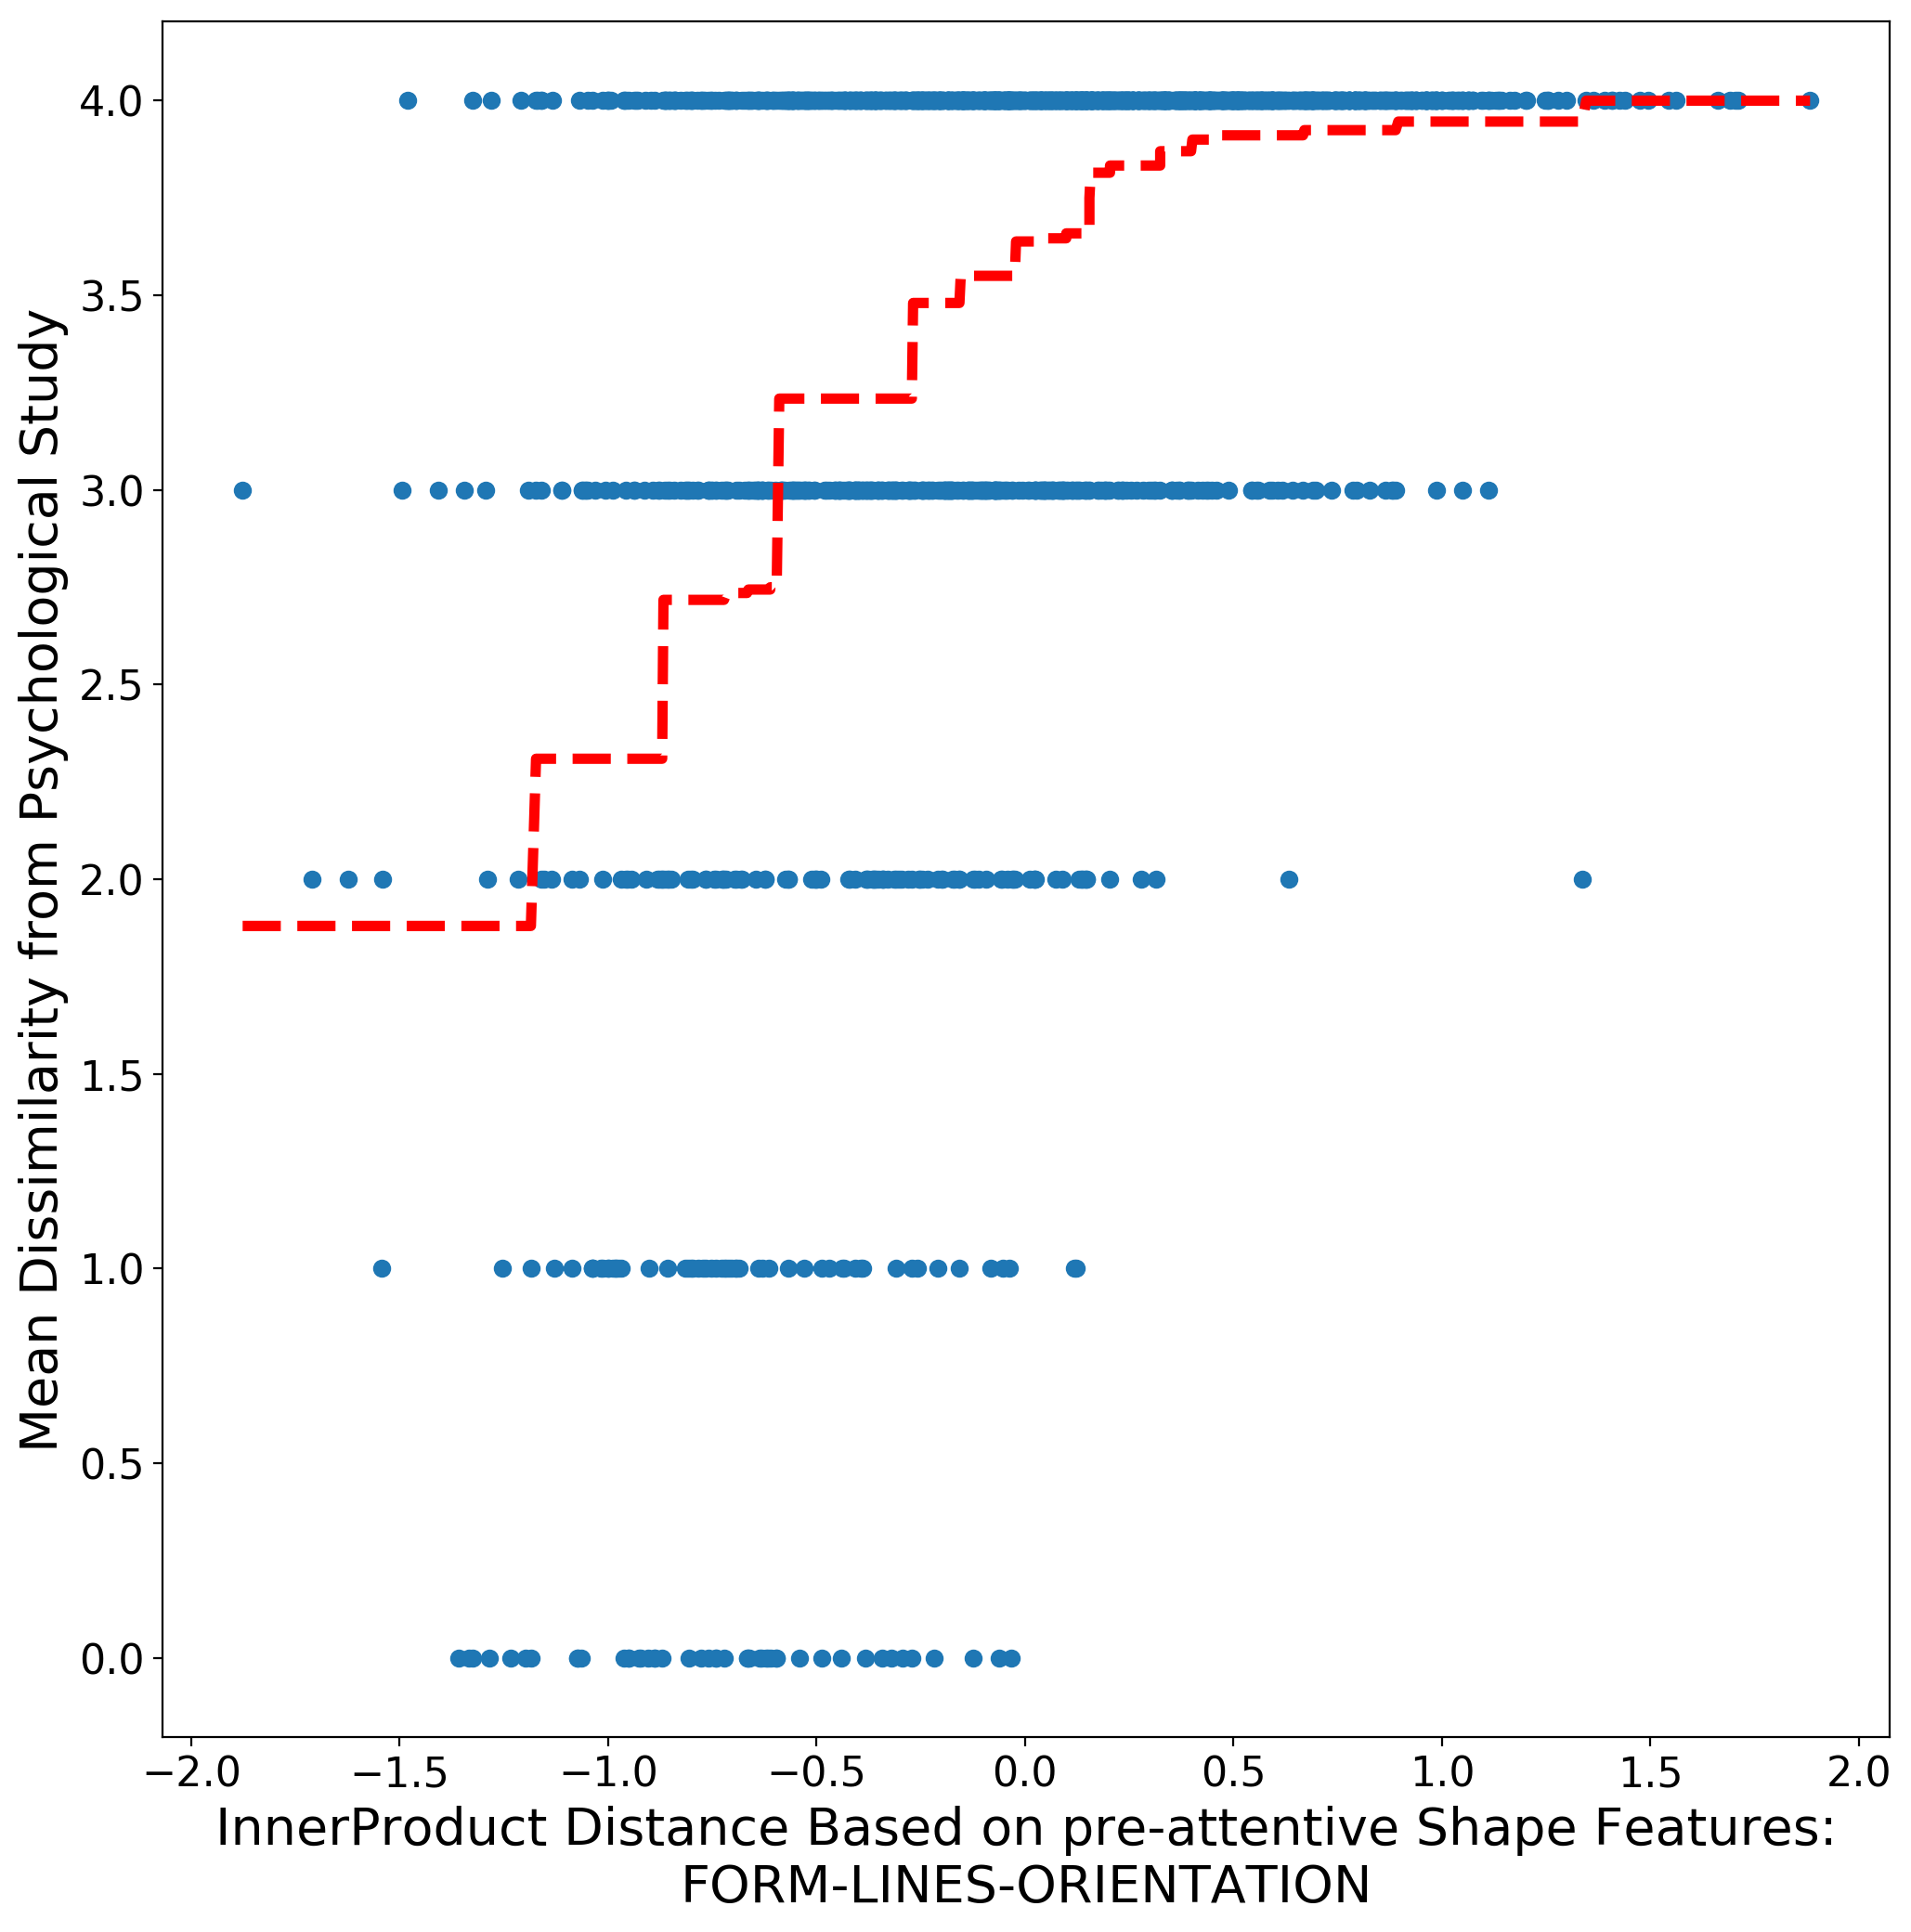 Mean Dissimilarity from Psychological Study
4.0
3.5
3.0
2.5
2.0
1.5
1.0
0.5
0.0
−2.0 −1.5 −1.0 −0.5 0.0 0.5 1.0 1.5 2.0
InnerProduct Distance Based on pre-attentive Shape Features:
FORM-LINES-ORIENTATION